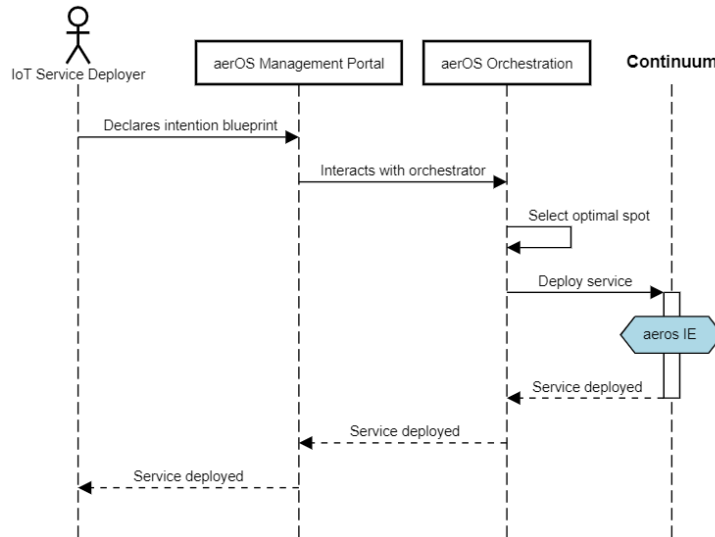 IoT Service Deployer
aerOS Management Portal
aerOS Orchestration
Continuum
Declares intention blueprint
Interacts with orchestrator
Select optimal spot
Deploy service
aeros IE
Service deployed
Service deployed
Service deployed